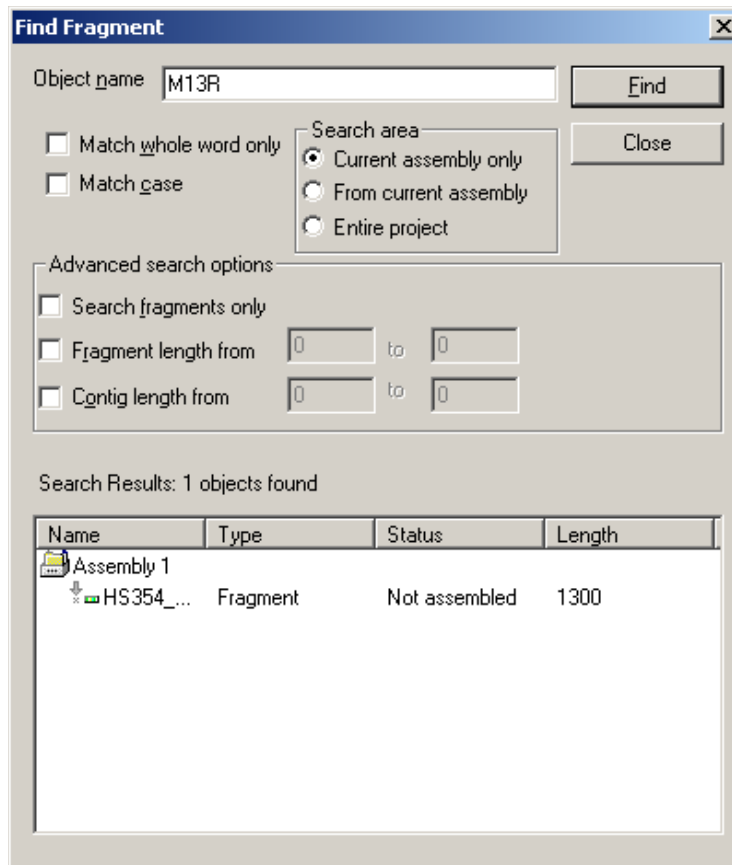 Find Fragment
Object name M13R Find
Match whole word only
Match case
Search area
Current assembly only
From current assembly
Entire project
Close
Advanced search options
Search fragments only
Fragment length from 0 to 0
Contig length from 0 to 0
Search Results: 1 objects found
Name Type Status Length
Assembly 1
HS354_... Fragment Not assembled 1300